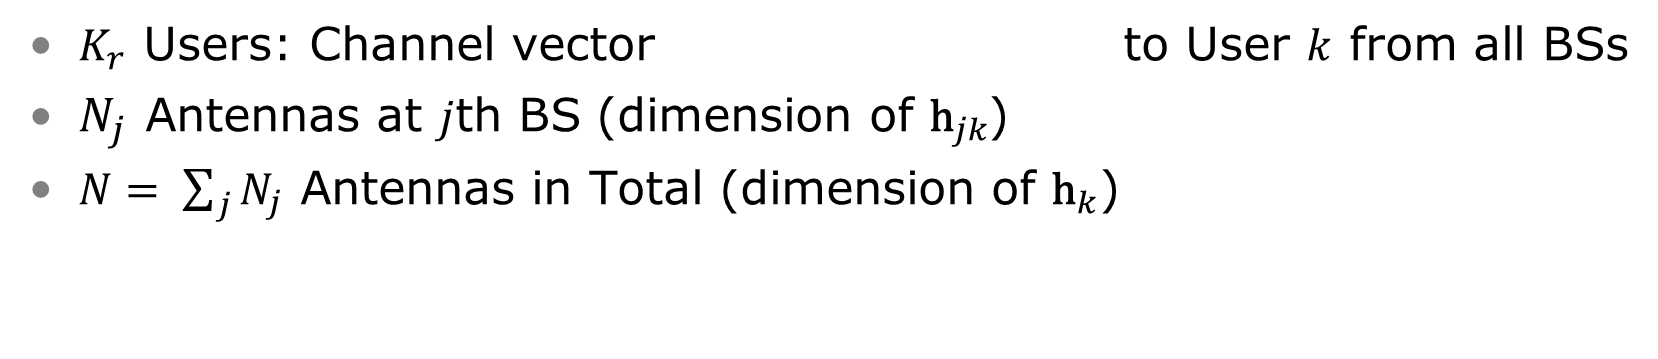 • K_r Users: Channel vector to User k from all BSs
• N_j Antennas at jth BS (dimension of h_jk)
• N = ∑_j N_j Antennas in Total (dimension of h_k)